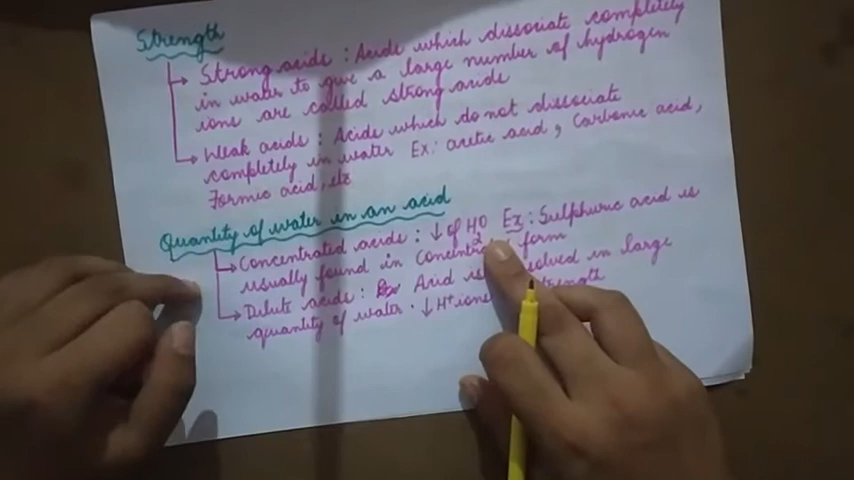 Strength
Strong acids : Acids which dissociate completely
in water to give a large number of hydrogen
ions are called strong acids
Weak acids : Acids which do not dissociate
completely in water Ex: acetic acid, Carbonic acid,
Formic acid, etc
Quantity of water in an acid
Concentrated acids : ↓ of H2O Ex : Sulphuric acid is
usually found in form
Dilute acids : Acid is in large
quantity of water . ↓ H+